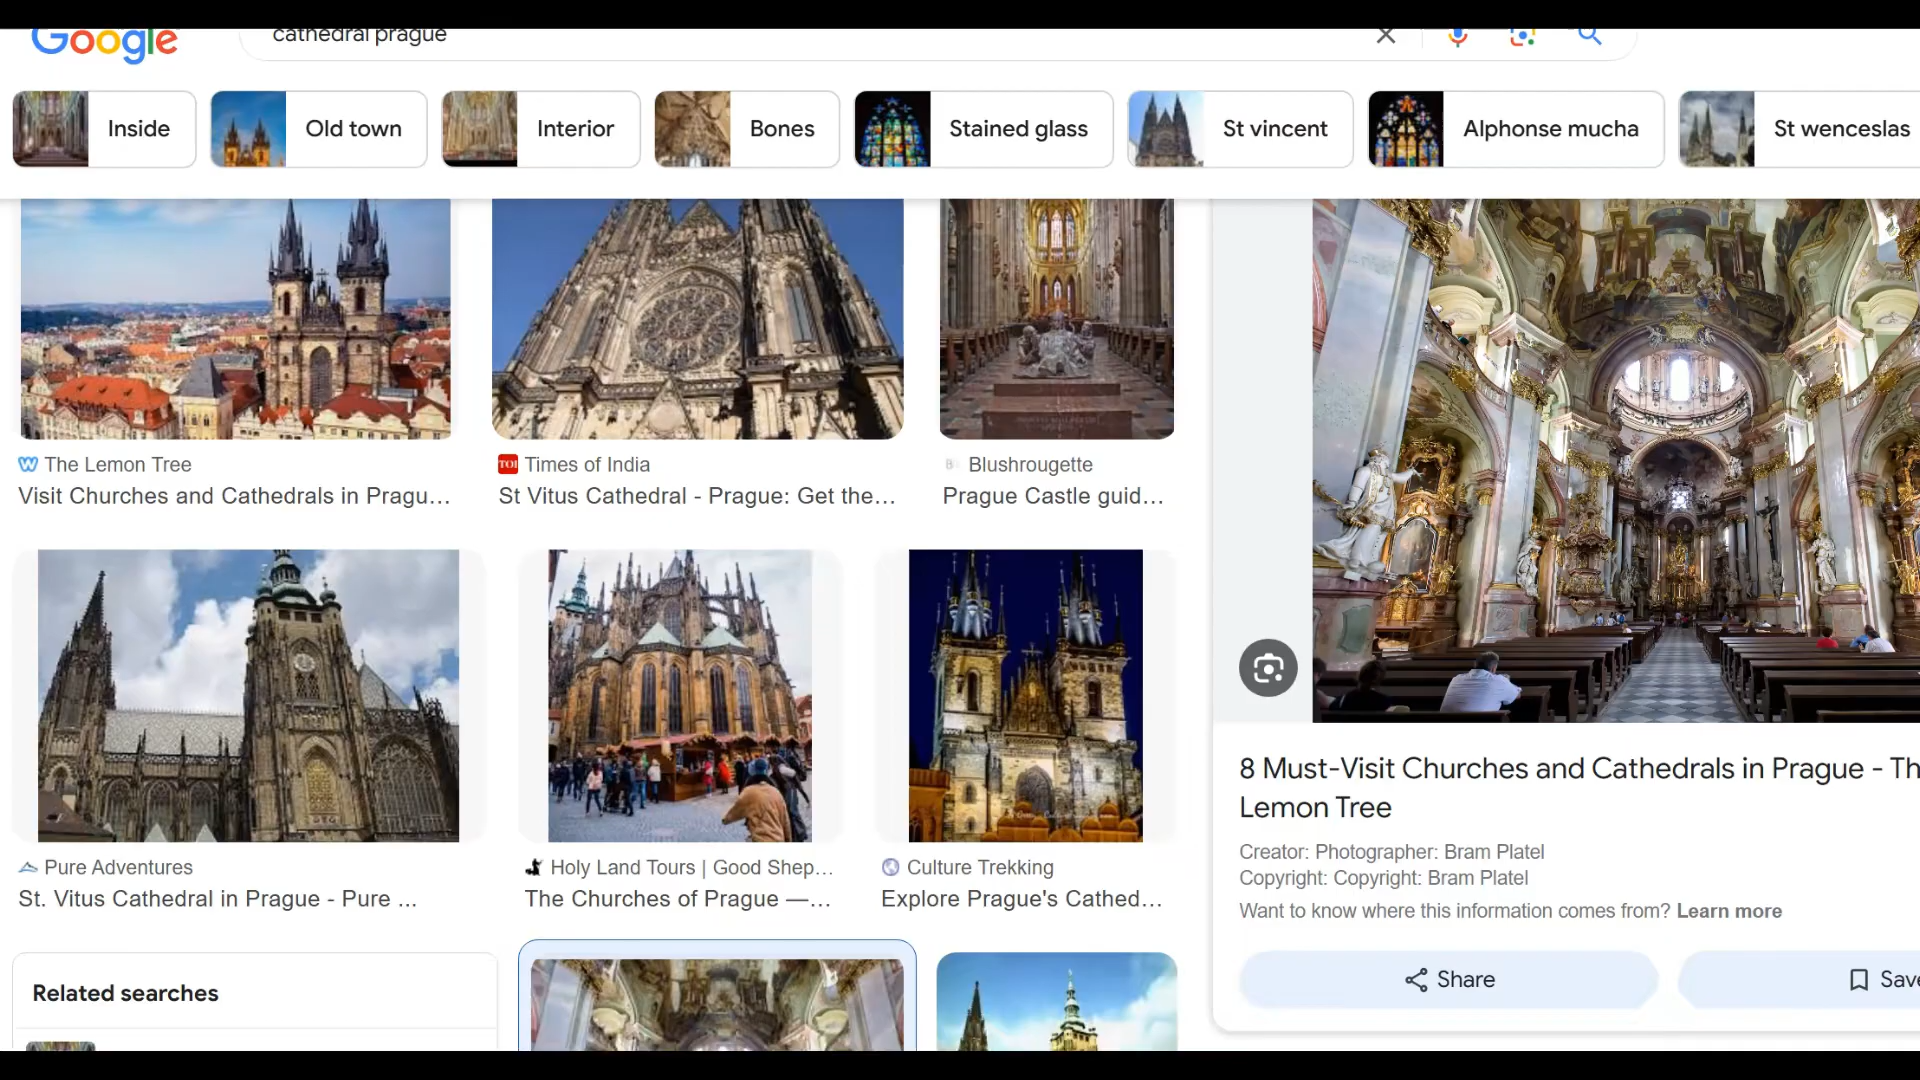 Google
cathedral prague
Inside
Old town
Interior
Bones
Stained glass
St vincent
Alphonse mucha
St wenceslas
The Lemon Tree
Visit Churches and Cathedrals in Pragu...
TOI Times of India
St Vitus Cathedral - Prague: Get the...
Blushrougette
Prague Castle guid...
Pure Adventures
St. Vitus Cathedral in Prague - Pure ...
Holy Land Tours | Good Shep...
The Churches of Prague —...
Culture Trekking
Explore Prague's Cathed...
8 Must-Visit Churches and Cathedrals in Prague - Th
Lemon Tree
Creator: Photographer: Bram Platel
Copyright: Copyright: Bram Platel
Want to know where this information comes from? Learn more
Share
Save
Related searches